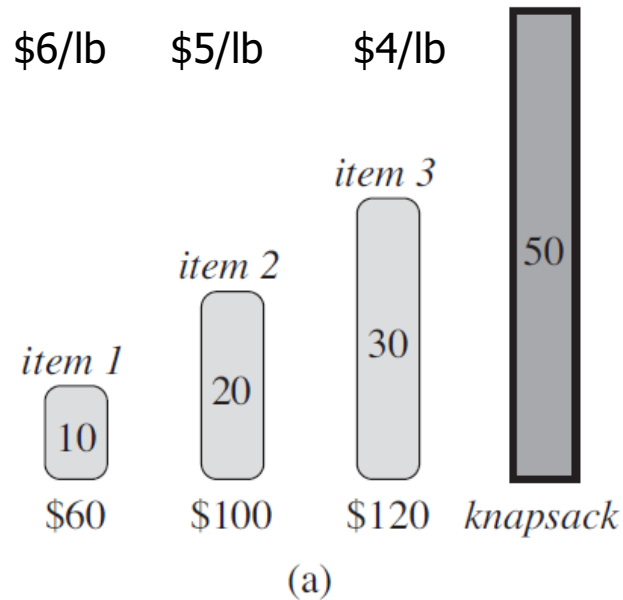 $6/lb $5/lb $4/lb
item 3
item 2
50
item 1
30
20
10
$60 $100 $120 knapsack
(a)